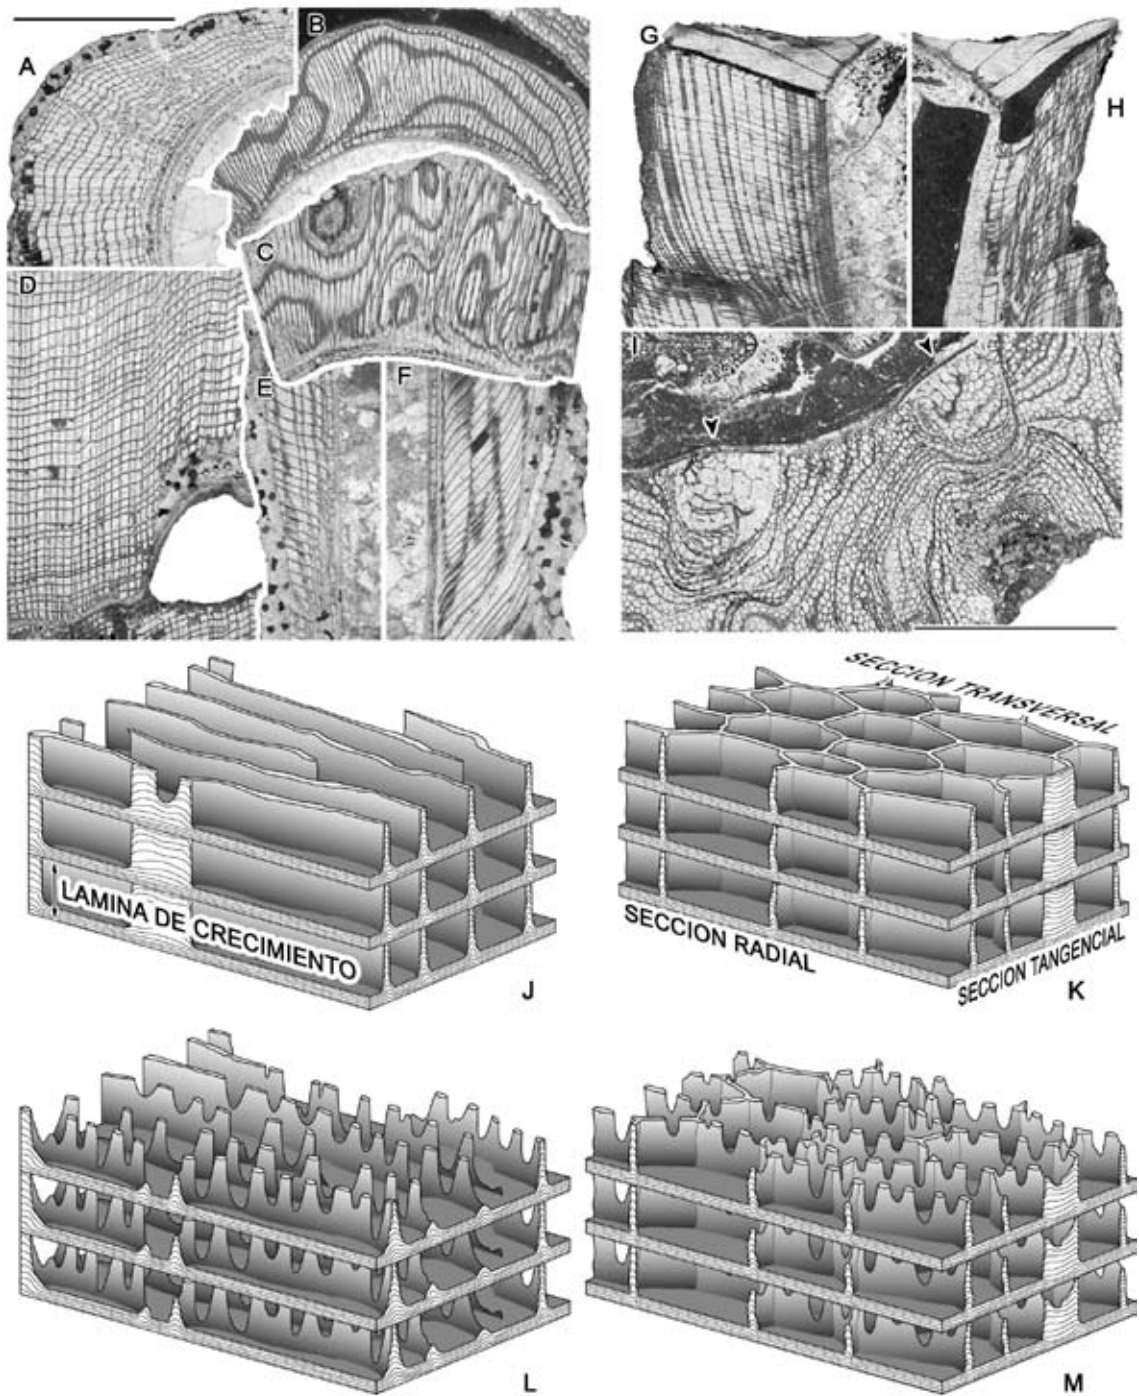 A
B
C
D
E
F
G
H
I
SECCION TRANSVERSAL
LAMINA DE CRECIMIENTO
J
SECCION RADIAL
SECCION TANGENCIAL
K
L
M